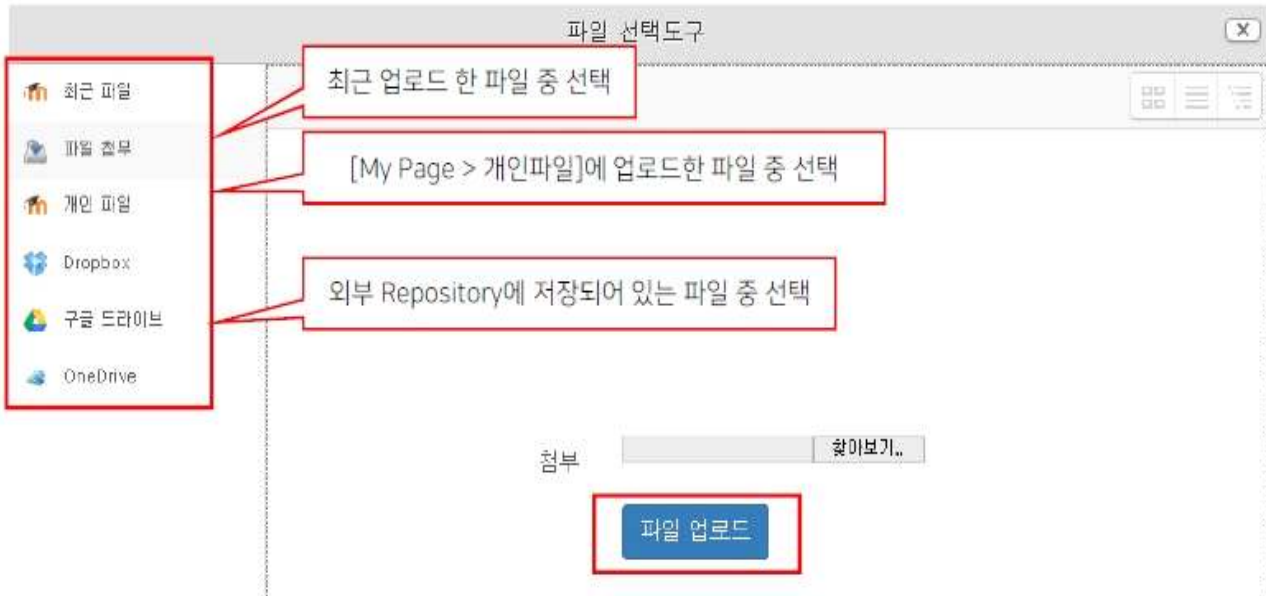 파일 선택도구
X
최근 파일
파일 첨부
개인 파일
Dropbox
구글 드라이브
OneDrive
최근 업로드 한 파일 중 선택
[My Page > 개인파일]에 업로드한 파일 중 선택
외부 Repository에 저장되어 있는 파일 중 선택
첨부
찾아보기..
파일 업로드